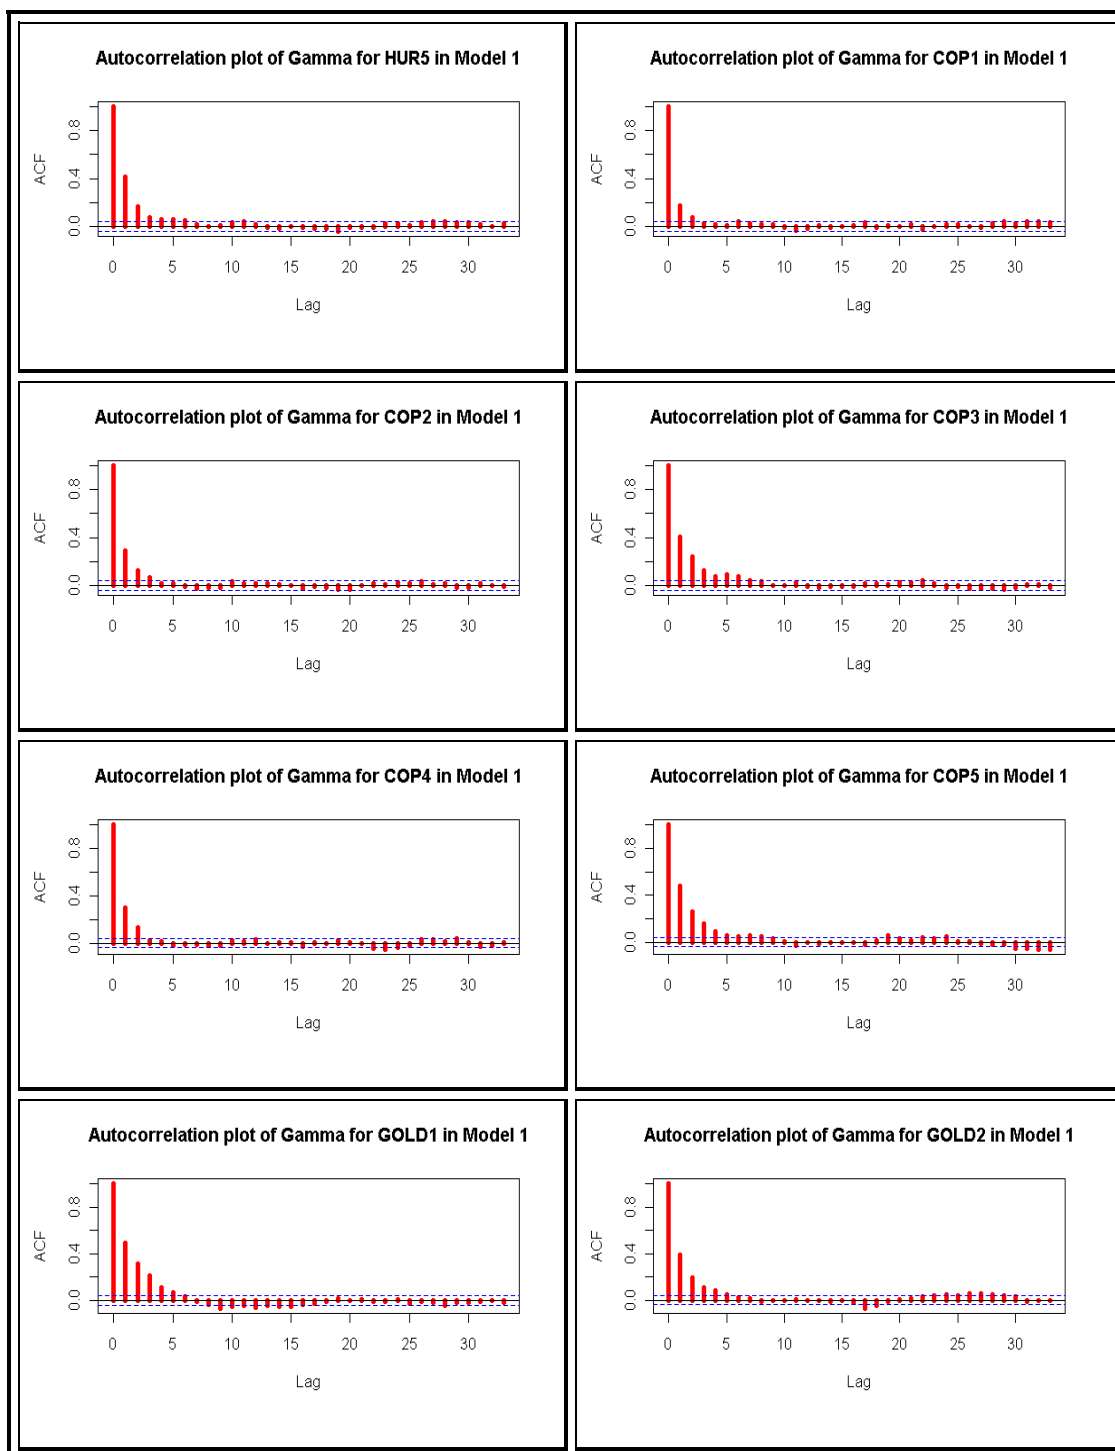 Autocorrelation plot of Gamma for HUR5 in Model 1
ACF
0.0 0.4 0.8
0 5 10 15 20 25 30
Lag
Autocorrelation plot of Gamma for COP1 in Model 1
ACF
0.0 0.4 0.8
0 5 10 15 20 25 30
Lag
Autocorrelation plot of Gamma for COP2 in Model 1
ACF
0.0 0.4 0.8
0 5 10 15 20 25 30
Lag
Autocorrelation plot of Gamma for COP3 in Model 1
ACF
0.0 0.4 0.8
0 5 10 15 20 25 30
Lag
Autocorrelation plot of Gamma for COP4 in Model 1
ACF
0.0 0.4 0.8
0 5 10 15 20 25 30
Lag
Autocorrelation plot of Gamma for COP5 in Model 1
ACF
0.0 0.4 0.8
0 5 10 15 20 25 30
Lag
Autocorrelation plot of Gamma for GOLD1 in Model 1
ACF
0.0 0.4 0.8
0 5 10 15 20 25 30
Lag
Autocorrelation plot of Gamma for GOLD2 in Model 1
ACF
0.0 0.4 0.8
0 5 10 15 20 25 30
Lag